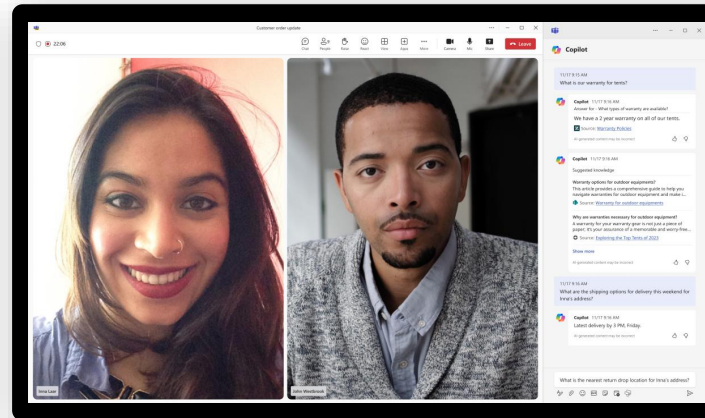 Customer order update
22:06
Chat
People
Raise
React
View
Apps
More
Camera
Mic
Share
Leave
John Westbrook
Copilot
11/17 9:15 AM
What is our warranty for tents?
Copilot 11/17 9:16 AM
Answer for - What types of warranty are available?
We have a 2 year warranty on all of our tents.
Source: Warranty Policies
AI-generated content may be incorrect
Copilot 11/17 9:16 AM
Suggested knowledge
Warranty options for outdoor equipments?
This article provides a comprehensive guide to help you
navigate warranties for outdoor equipment and make i...
Source: Warranty for outdoor equipments
Why are warranties necessary for outdoor equipment?
A warranty for your warranty gear is not just a piece of
paper; it's your assurance of a memorable and worry-free...
Source: Exploring the Top Tents of 2023
Show more
AI-generated content may be incorrect
11/17 9:16 AM
What are the shipping options for delivery this weekend for
Inna's address?
Copilot 11/17 9:16 AM
Latest delivery by 3 PM, Friday.
AI-generated content may be incorrect
What is the nearest return drop location for Inna's address?